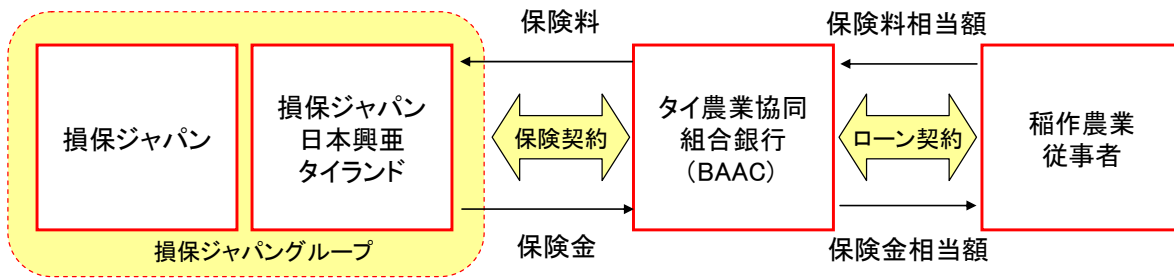 保険料
保険料相当額
損保ジャパン
損保ジャパン
日本興亜
タイランド
保険契約
タイ農業協同
組合銀行
（BAAC）
ローン契約
稲作農業
従事者
損保ジャパングループ
保険金
保険金相当額